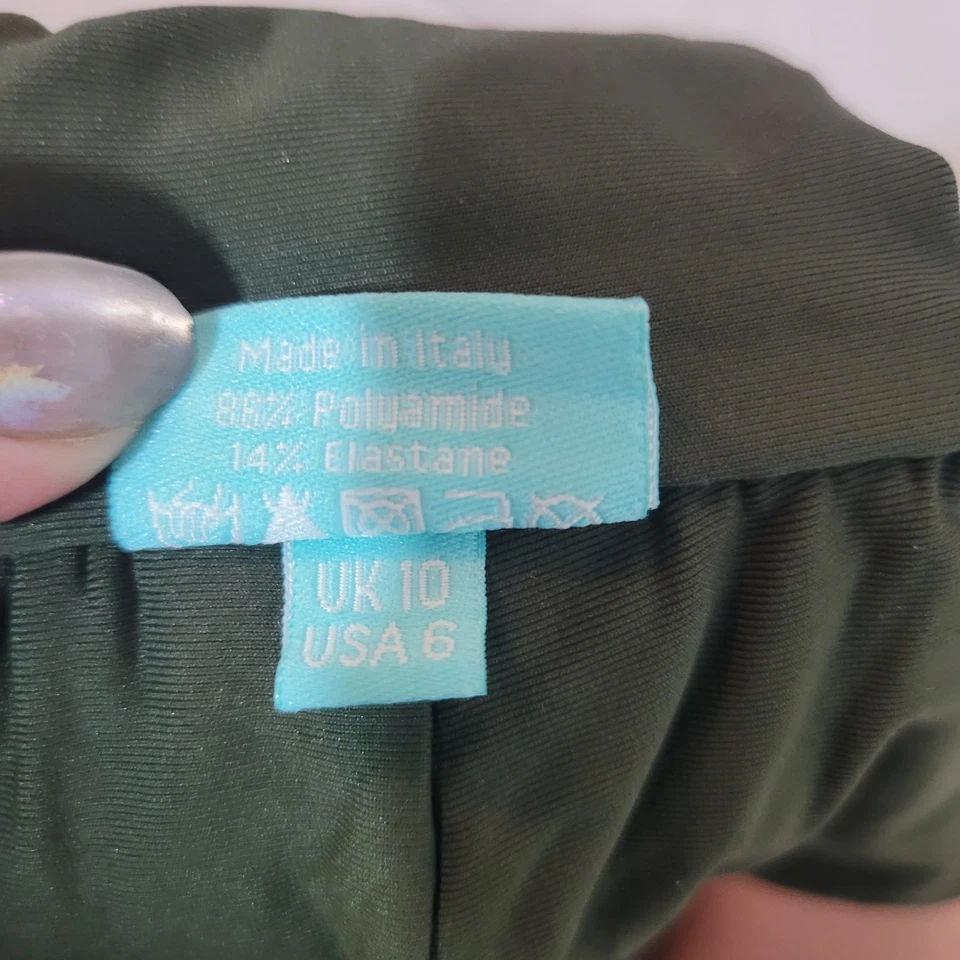 Made in Italy
86% Polyamide
14% Elastane
UK 10
USA 6